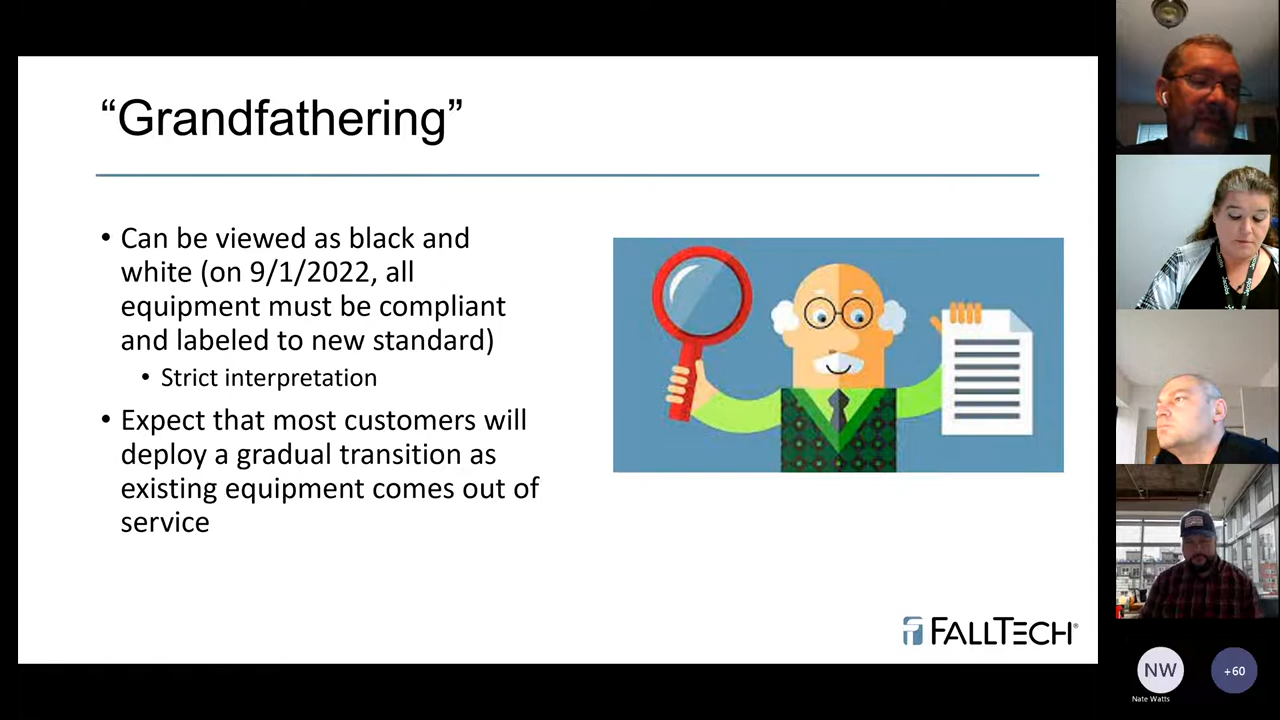 “Grandfathering”
• Can be viewed as black and
white (on 9/1/2022, all
equipment must be compliant
and labeled to new standard)
• Strict interpretation
• Expect that most customers will
deploy a gradual transition as
existing equipment comes out of
service
FALLTECH®
Jacobs
NW
+60
Nate Watts